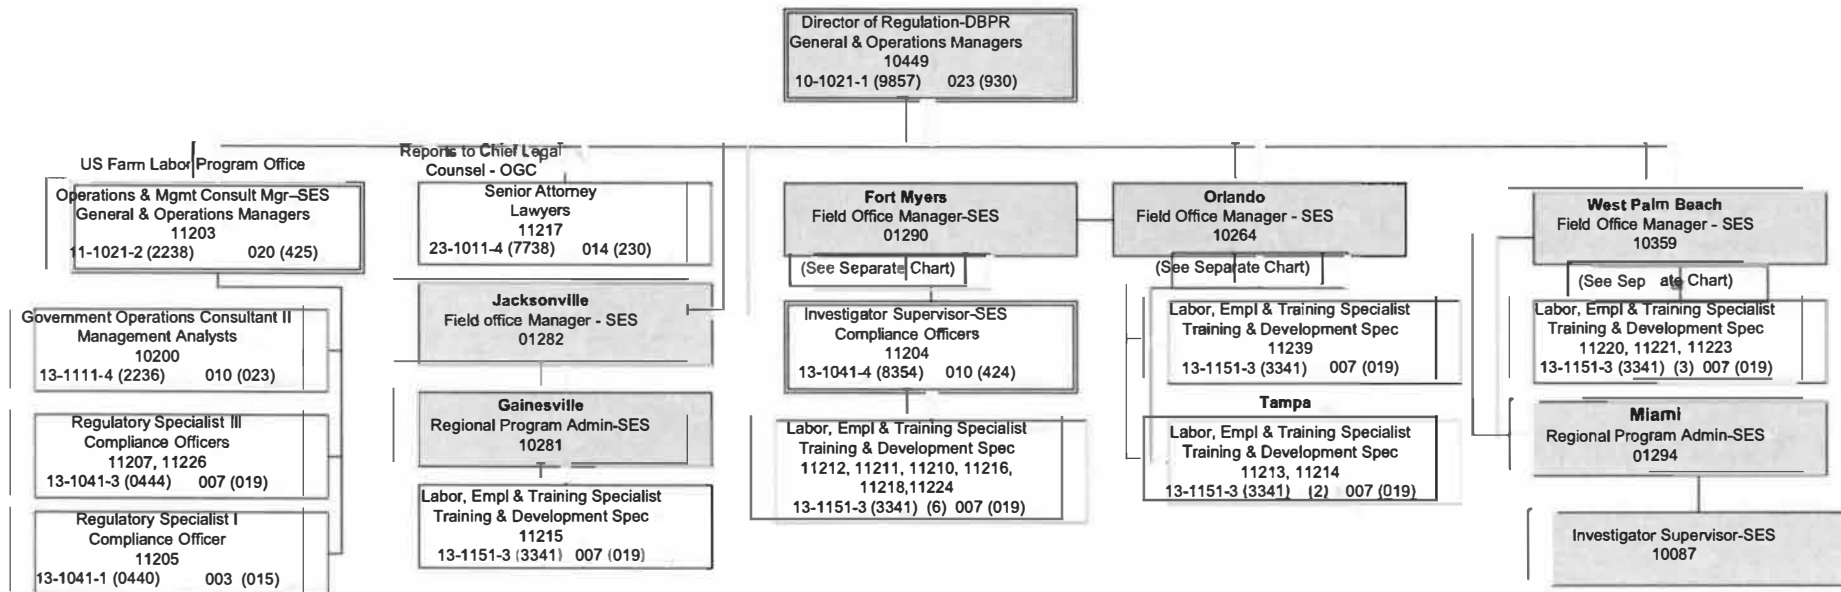 Director of Regulation-DBPR
General & Operations Managers
10449
10-1021-1 (9857) 023 (930)
US Farm Labor Program Office
Operations & Mgmt Consult Mgr–SES
General & Operations Managers
11203
11-1021-2 (2238) 020 (425)
Government Operations Consultant II
Management Analysts
10200
13-1111-4 (2236) 010 (023)
Regulatory Specialist III
Compliance Officers
11207, 11226
13-1041-3 (0444) 007 (019)
Regulatory Specialist I
Compliance Officer
11205
13-1041-1 (0440) 003 (015)
Reports to Chief Legal
Counsel - OGC
Senior Attorney
Lawyers
11217
23-1011-4 (7738) 014 (230)
Jacksonville
Field office Manager - SES
01282
Gainesville
Regional Program Admin-SES
10281
Labor, Empl & Training Specialist
Training & Development Spec
11215
13-1151-3 (3341) 007 (019)
Fort Myers
Field Office Manager-SES
01290
(See Separate Chart)
Investigator Supervisor-SES
Compliance Officers
11204
13-1041-4 (8354) 010 (424)
Labor, Empl & Training Specialist
Training & Development Spec
11212, 11211, 11210, 11216,
11218,11224
13-1151-3 (3341) (6) 007 (019)
Orlando
Field Office Manager - SES
10264
(See Separate Chart)
Labor, Empl & Training Specialist
Training & Development Spec
11239
13-1151-3 (3341) 007 (019)
Tampa
Labor, Empl & Training Specialist
Training & Development Spec
11213, 11214
13-1151-3 (3341) (2) 007 (019)
West Palm Beach
Field Office Manager - SES
10359
(See Sep ate Chart)
Labor, Empl & Training Specialist
Training & Development Spec
11220, 11221, 11223
13-1151-3 (3341) (3) 007 (019)
Miami
Regional Program Admin-SES
01294
Investigator Supervisor-SES
10087